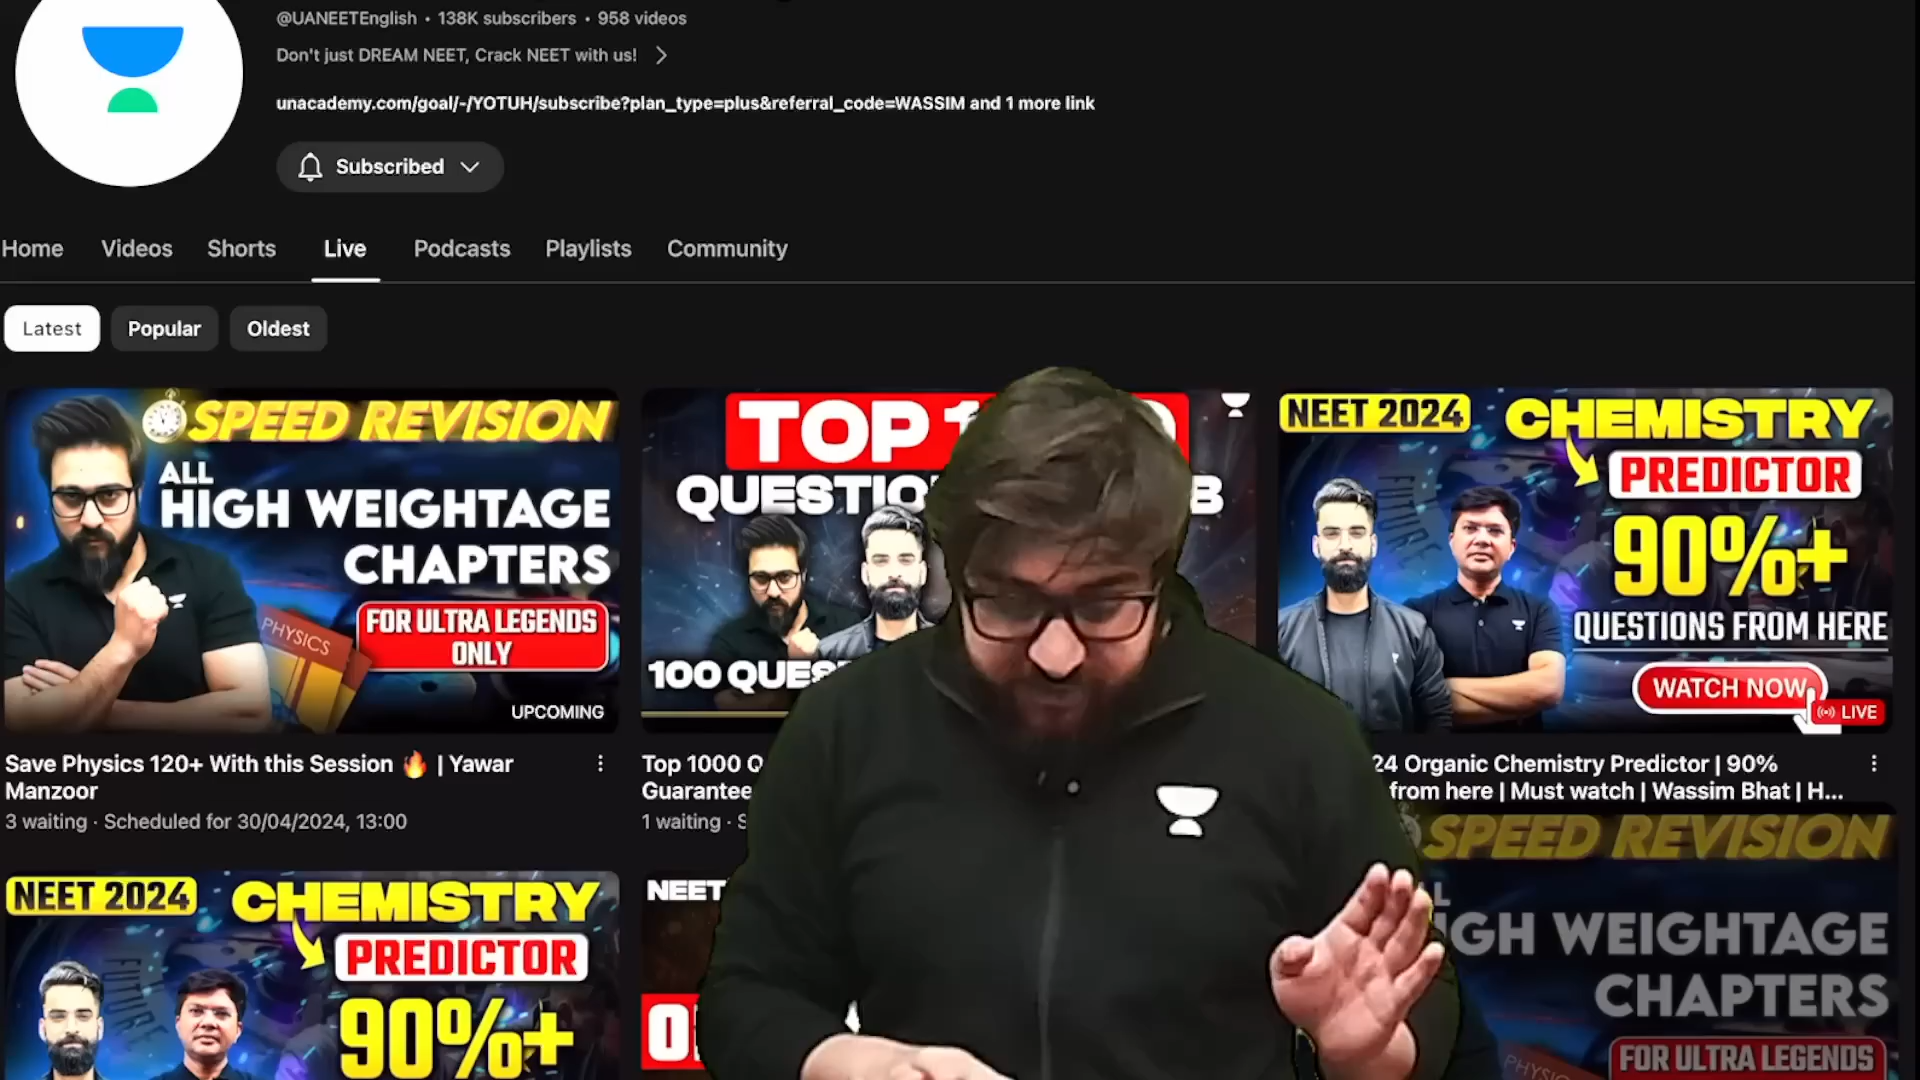 @UANEETEnglish • 138K subscribers • 958 videos
Don't just DREAM NEET, Crack NEET with us!
unacademy.com/goal/-/YOTUH/subscribe?plan_type=plus&referral_code=WASSIM and 1 more link
Subscribed
Home Videos Shorts Live Podcasts Playlists Community
Latest Popular Oldest
SPEED REVISION
ALL
HIGH WEIGHTAGE
CHAPTERS
PHYSICS
FOR ULTRA LEGENDS
ONLY
UPCOMING
Save Physics 120+ With this Session 🔥 | Yawar
Manzoor
3 waiting · Scheduled for 30/04/2024, 13:00
TOP
100
Top 1000
Guarantee
1 waiting
NEET 2024
CHEMISTRY
PREDICTOR
FUTURE
90%+
QUESTIONS FROM HERE
WATCH NOW
LIVE
24 Organic Chemistry Predictor | 90%
from here | Must watch | Wassim Bhat | H...
NEET 2024
CHEMISTRY
PREDICTOR
FUTURE
90%+
NEET
SPEED REVISION
WEIGHTAGE
CHAPTERS
FOR ULTRA LEGENDS